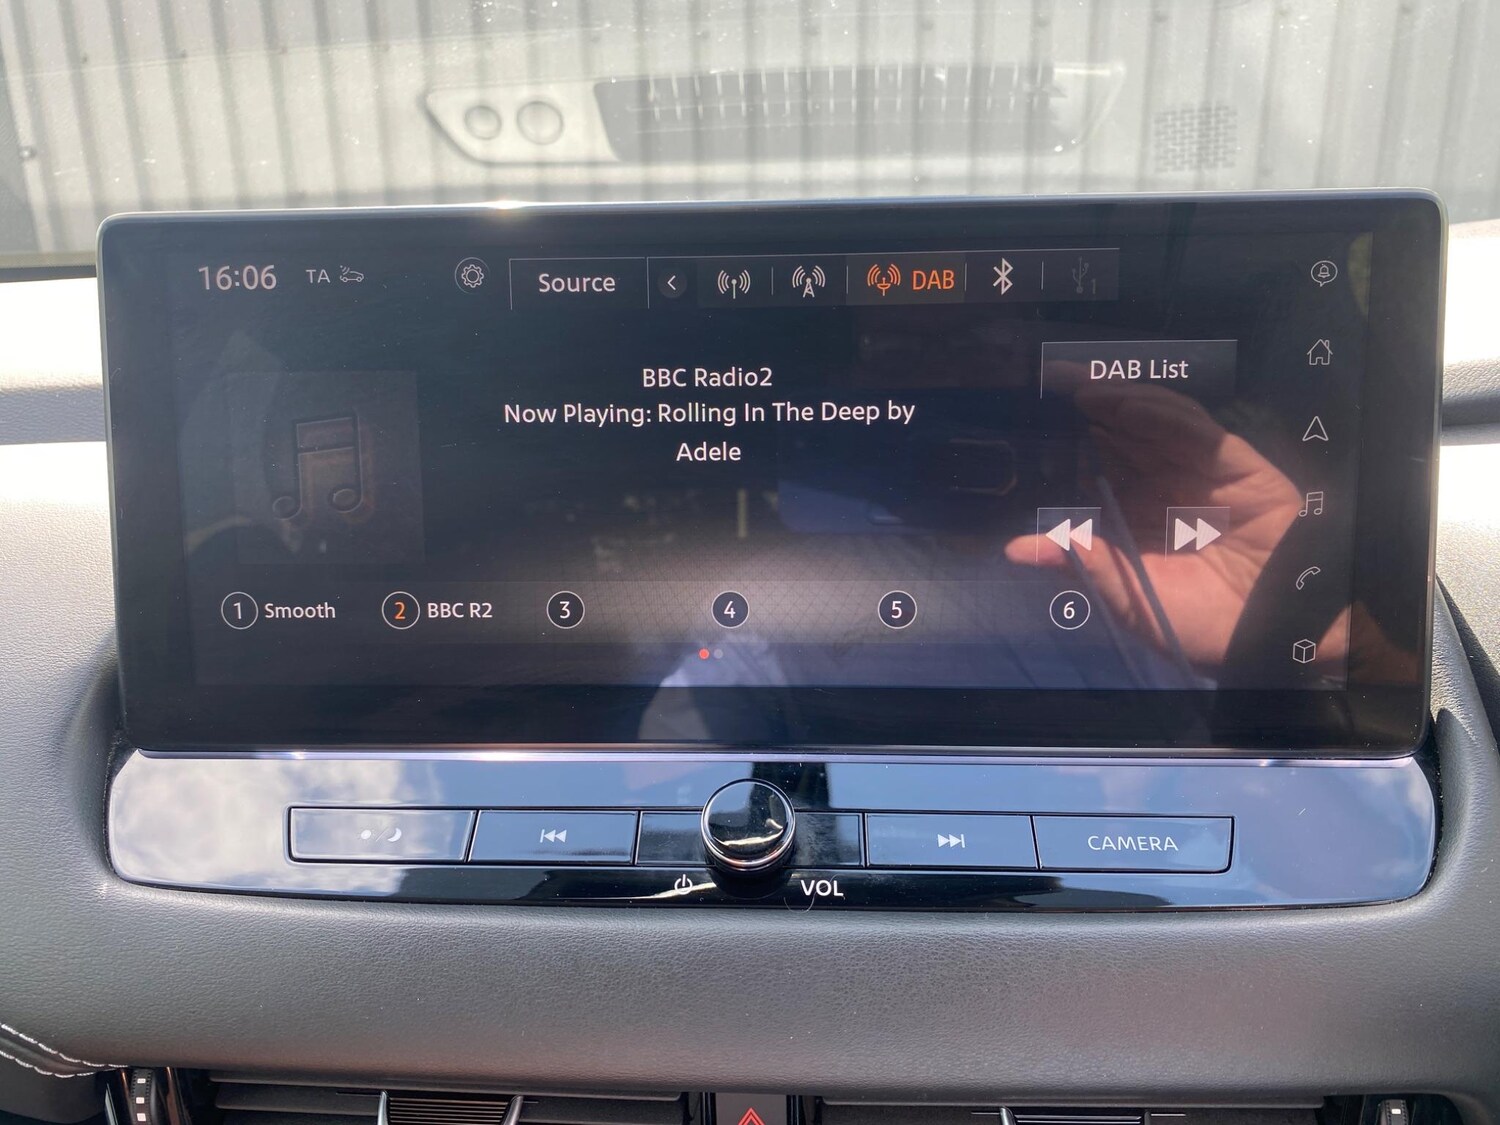 16:06 TA Source DAB 1
BBC Radio2
DAB List
Now Playing: Rolling In The Deep by
Adele
1 Smooth 2 BBC R2 3 4 5 6
CAMERA
VOL